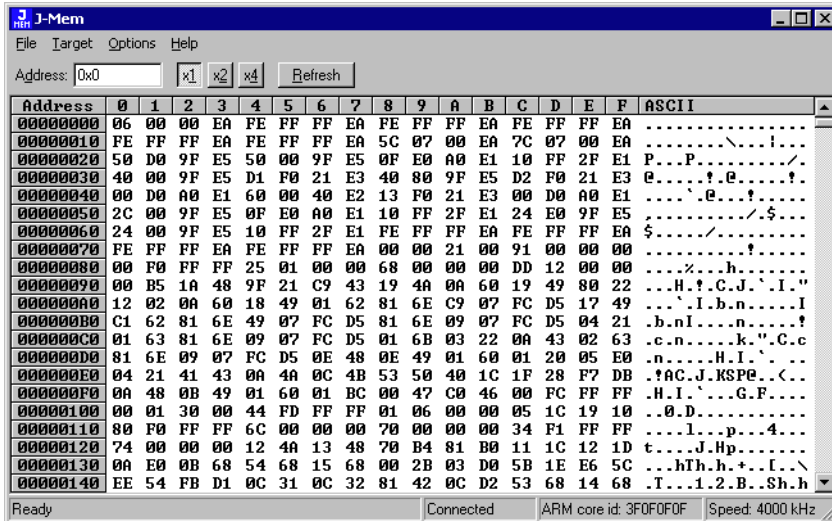 J-Mem
File Target Options Help
Address: 0x0 x1 x2 x4 Refresh
Address 0 1 2 3 4 5 6 7 8 9 A B C D E F ASCII
00000000 06 00 00 EA FE FF FF EA FE FF FF EA FE FF FF EA ................
00000010 FE FF FF EA FE FF FF EA 5C 07 00 EA 7C 07 00 EA ........\...¦...
00000020 50 D0 9F E5 50 00 9F E5 0F E0 A0 E1 10 FF 2F E1 P...P........./.
00000030 40 00 9F E5 D1 F0 21 E3 40 80 9F E5 D2 F0 21 E3 @.....!.@.....!.
00000040 00 D0 A0 E1 60 00 40 E2 13 F0 21 E3 00 D0 A0 E1 ....`.@...!.....
00000050 2C 00 9F E5 0F E0 A0 E1 10 FF 2F E1 24 E0 9F E5 ,........./.$...
00000060 24 00 9F E5 10 FF 2F E1 FE FF FF EA FE FF FF EA $...../.........
00000070 FE FF FF EA FE FF FF EA 00 00 21 00 91 00 00 00 ..........!.....
00000080 00 F0 FF FF 25 01 00 00 68 00 00 00 DD 12 00 00 ....%...h.......
00000090 00 B5 1A 48 9F 21 C9 43 19 4A 0A 60 19 49 80 22 ...H.!.C.J.`.I."
000000A0 12 02 0A 60 18 49 01 62 81 6E C9 07 FC D5 17 49 ...`.I.b.n.....I
000000B0 C1 62 81 6E 49 07 FC D5 81 6E 09 07 FC D5 04 21 .b.nI....n.....!
000000C0 01 63 81 6E 09 07 FC D5 01 6B 03 22 0A 43 02 63 .c.n.....k.".C.c
000000D0 81 6E 09 07 FC D5 0E 48 0E 49 01 60 01 20 05 E0 .n.....H.I.`. ..
000000E0 04 21 41 43 0A 4A 0C 4B 53 50 40 1C 1F 28 F7 DB .!AC.J.KSP@..(..
000000F0 0A 48 0B 49 01 60 01 BC 00 47 C0 46 00 FC FF FF .H.I.`...G.F....
00000100 00 01 30 00 44 FD FF FF 01 06 00 00 05 1C 19 10 ..0.D...........
00000110 80 F0 FF FF 6C 00 00 00 70 00 00 00 34 F1 FF FF ....l...p...4...
00000120 74 00 00 00 12 4A 13 48 70 B4 81 B0 11 1C 12 1D t....J.Hp.......
00000130 0A E0 0B 68 54 68 15 68 00 2B 03 D0 5B 1E E6 5C ...hTh.h.+..[..\
00000140 EE 54 FB D1 0C 31 0C 32 81 42 0C D2 53 68 14 68 .T...1.2.B..Sh.h
Ready Connected ARM core id: 3F0F0F0F Speed: 4000 kHz